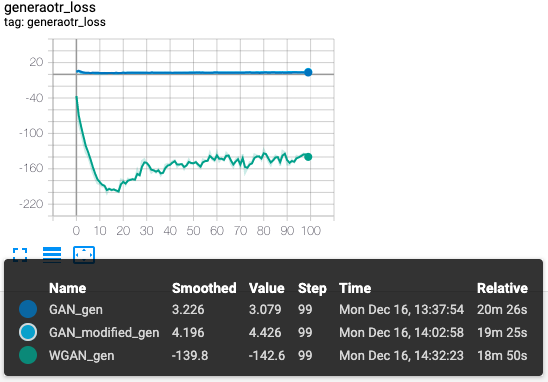 generaotr_loss
tag: generaotr_loss
20
-40
-100
-160
-220
0 10 20 30 40 50 60 70 80 90 100
Name Smoothed Value Step Time Relative
GAN_gen 3.226 3.079 99 Mon Dec 16, 13:37:54 20m 26s
GAN_modified_gen 4.196 4.426 99 Mon Dec 16, 14:02:58 19m 25s
WGAN_gen -139.8 -142.6 99 Mon Dec 16, 14:32:23 18m 50s